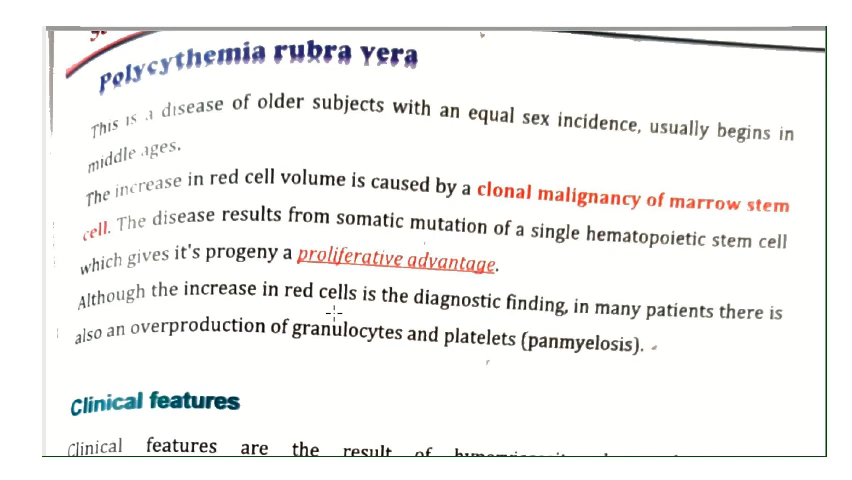 Polycythemia rubra vera
This is a disease of older subjects with an equal sex incidence, usually begins in
middle ages.
The increase in red cell volume is caused by a clonal malignancy of marrow stem
cell. The disease results from somatic mutation of a single hematopoietic stem cell
which gives it's progeny a proliferative advantage.
Although the increase in red cells is the diagnostic finding, in many patients there is
also an overproduction of granulocytes and platelets (panmyelosis).
Clinical features
Clinical features are the result of